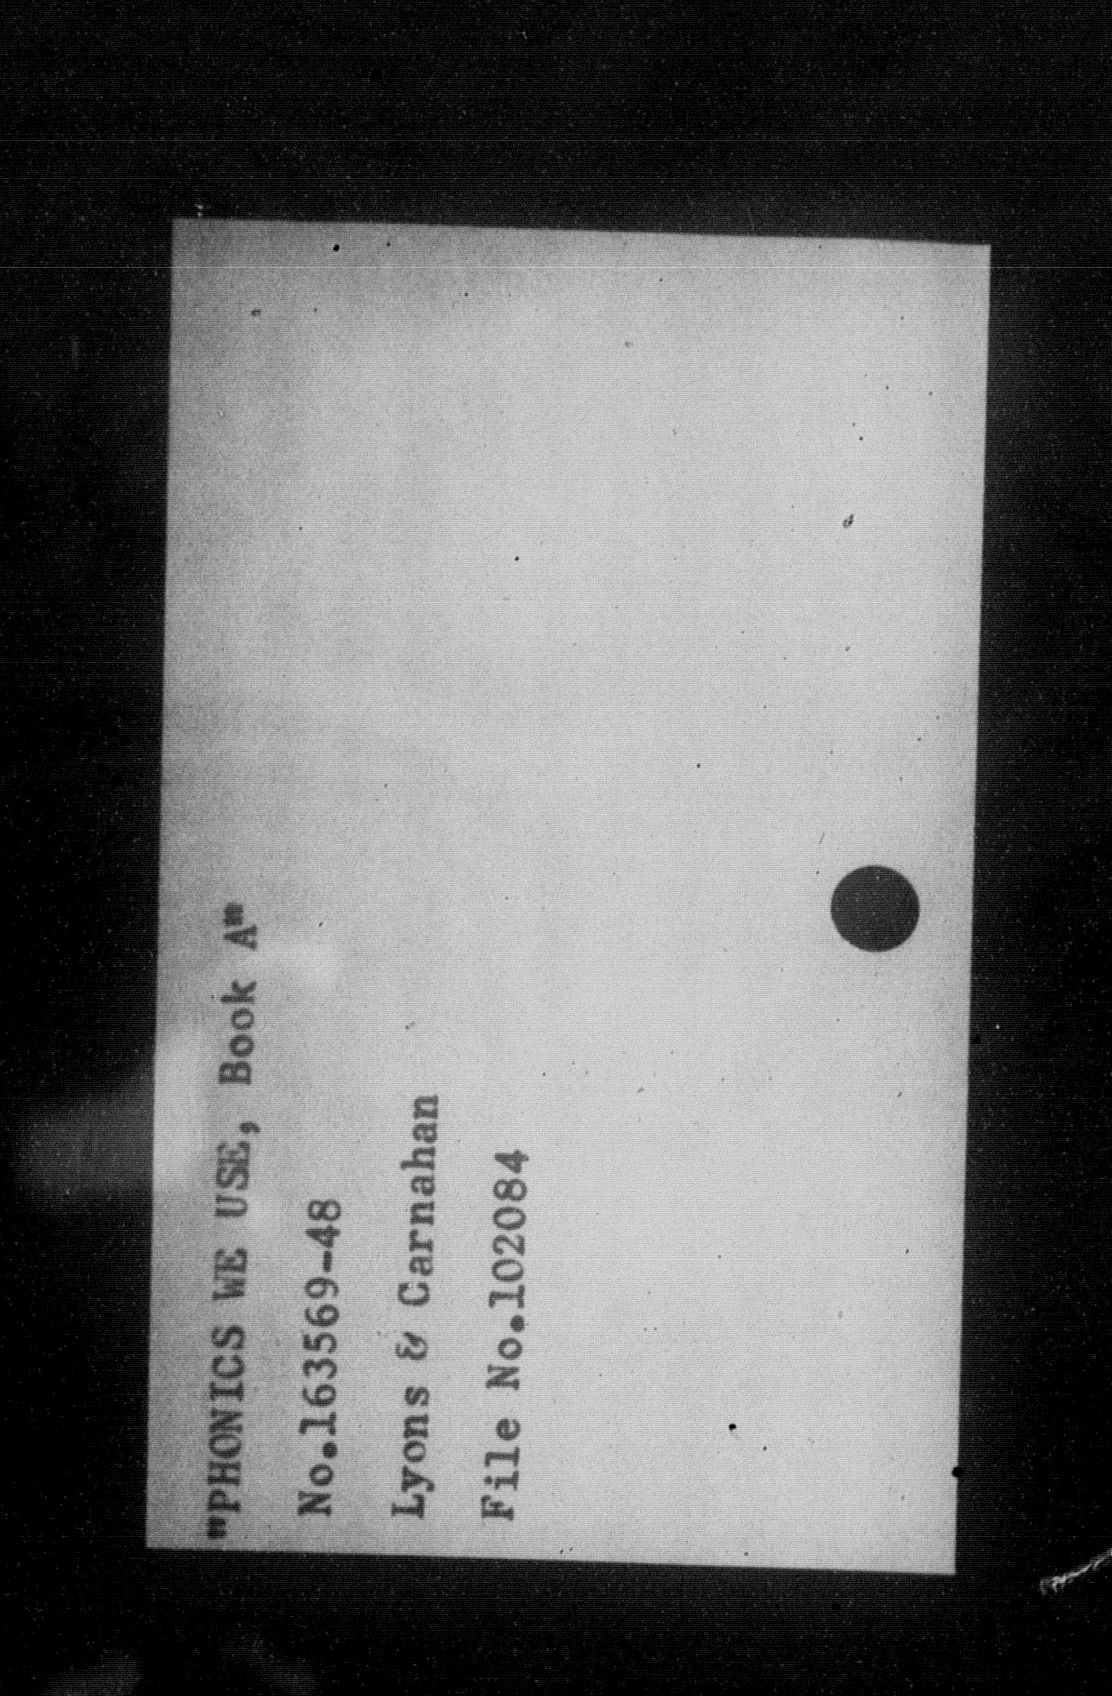 "PHONICS WE USE, Book A"
No.163569-48
Lyons & Carnahan
File No.102084